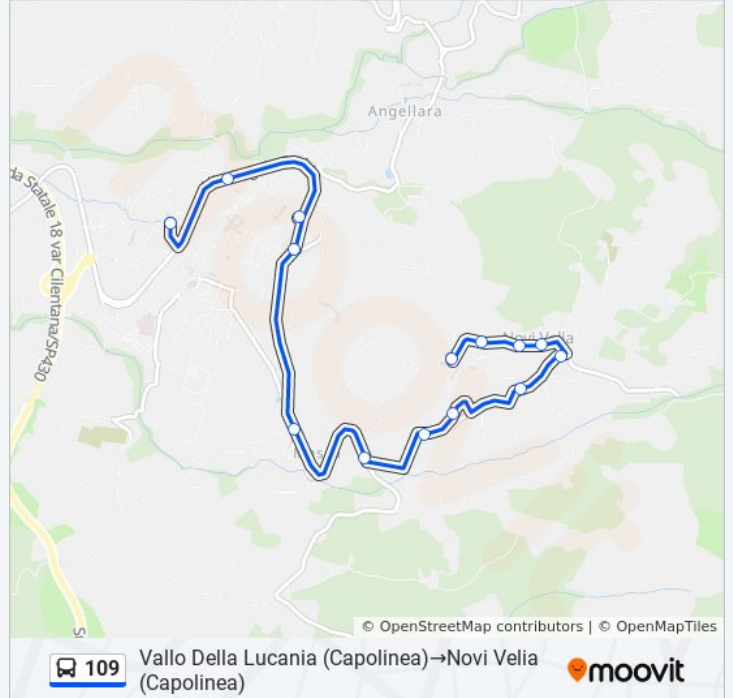 Angellara
da Statale 18 var Cilentana/SP430
Novi Velia
© OpenStreetMap contributors | © OpenMapTiles
109
Vallo Della Lucania (Capolinea)→Novi Velia
(Capolinea)
moovit